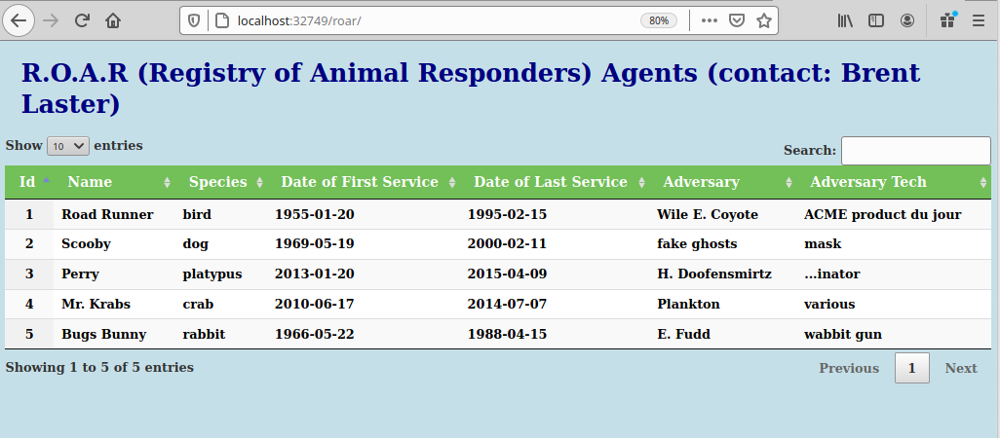 localhost:32749/roar/
80%
R.O.A.R (Registry of Animal Responders) Agents (contact: Brent
Laster)
Show 10 entries
Search:
Id Name Species Date of First Service Date of Last Service Adversary Adversary Tech
1 Road Runner bird 1955-01-20 1995-02-15 Wile E. Coyote ACME product du jour
2 Scooby dog 1969-05-19 2000-02-11 fake ghosts mask
3 Perry platypus 2013-01-20 2015-04-09 H. Doofensmirtz ...inator
4 Mr. Krabs crab 2010-06-17 2014-07-07 Plankton various
5 Bugs Bunny rabbit 1966-05-22 1988-04-15 E. Fudd wabbit gun
Showing 1 to 5 of 5 entries
Previous 1 Next